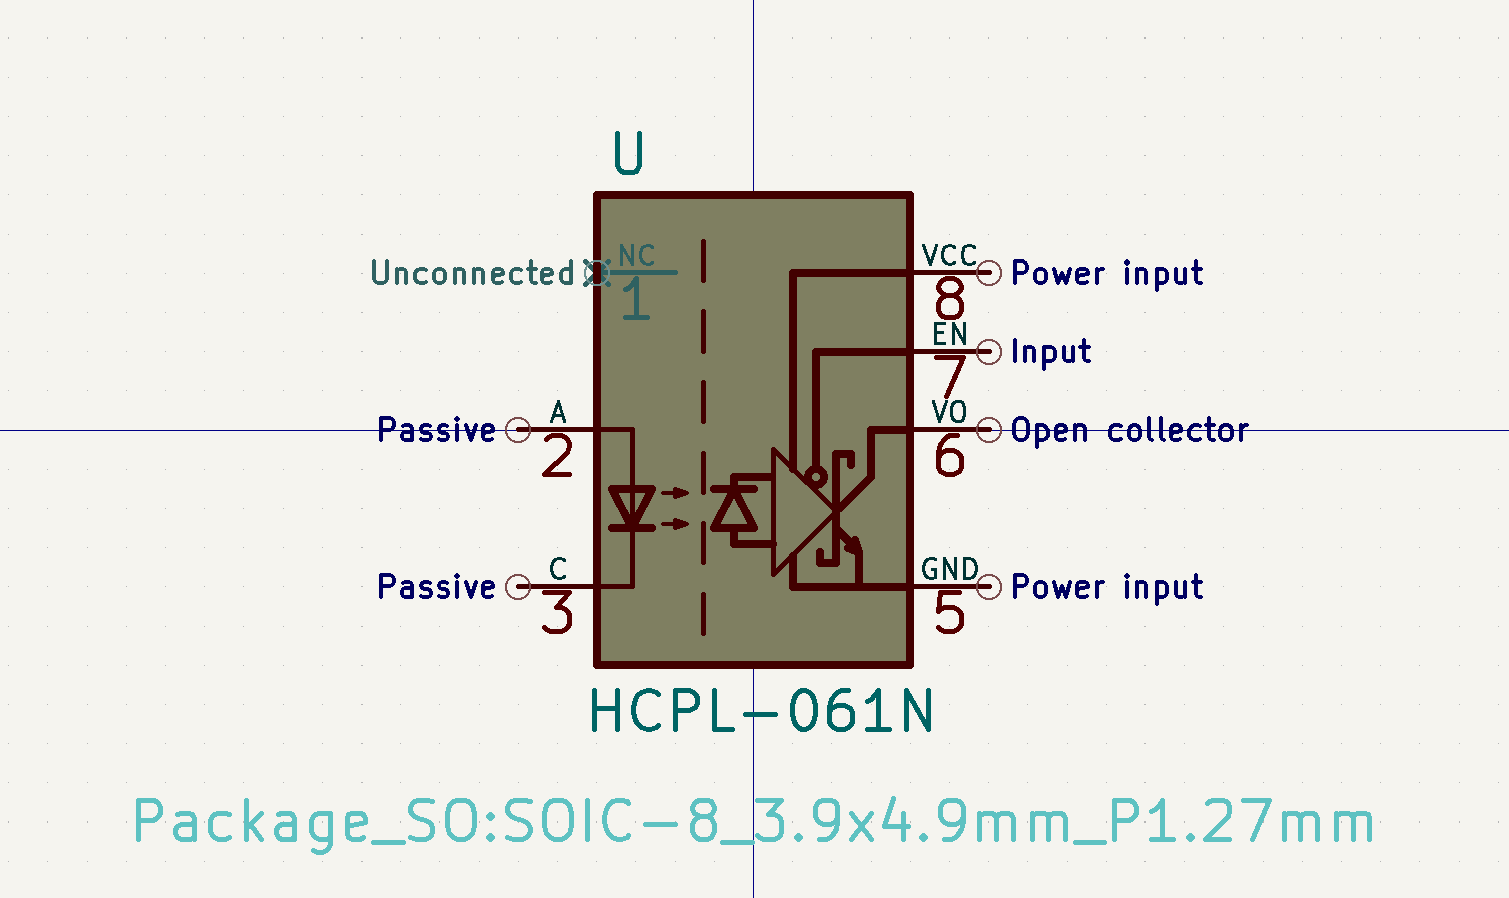 U
Unconnected NC VCC Power input
1 8
EN Input
7
Passive A VO Open collector
2 6
Passive C GND Power input
3 5
HCPL-061N
Package_SO:SOIC-8_3.9x4.9mm_P1.27mm